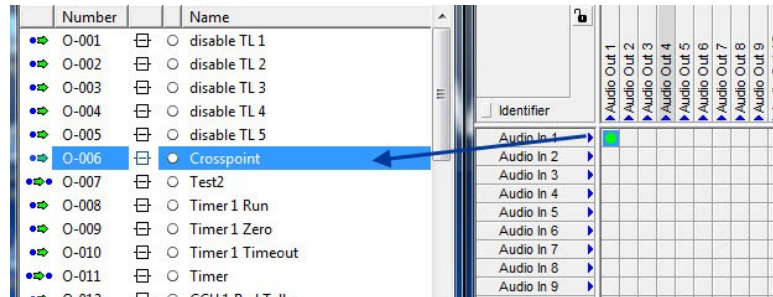 Number Name
O-001 disable TL 1
O-002 disable TL 2
O-003 disable TL 3
O-004 disable TL 4
O-005 disable TL 5
O-006 Crosspoint
O-007 Test2
O-008 Timer 1 Run
O-009 Timer 1 Zero
O-010 Timer 1 Timeout
O-011 Timer
Identifier
Audio Out 1
Audio Out 2
Audio Out 3
Audio Out 4
Audio Out 5
Audio Out 6
Audio Out 7
Audio Out 8
Audio Out 9
Audio In 1
Audio In 2
Audio In 3
Audio In 4
Audio In 5
Audio In 6
Audio In 7
Audio In 8
Audio In 9